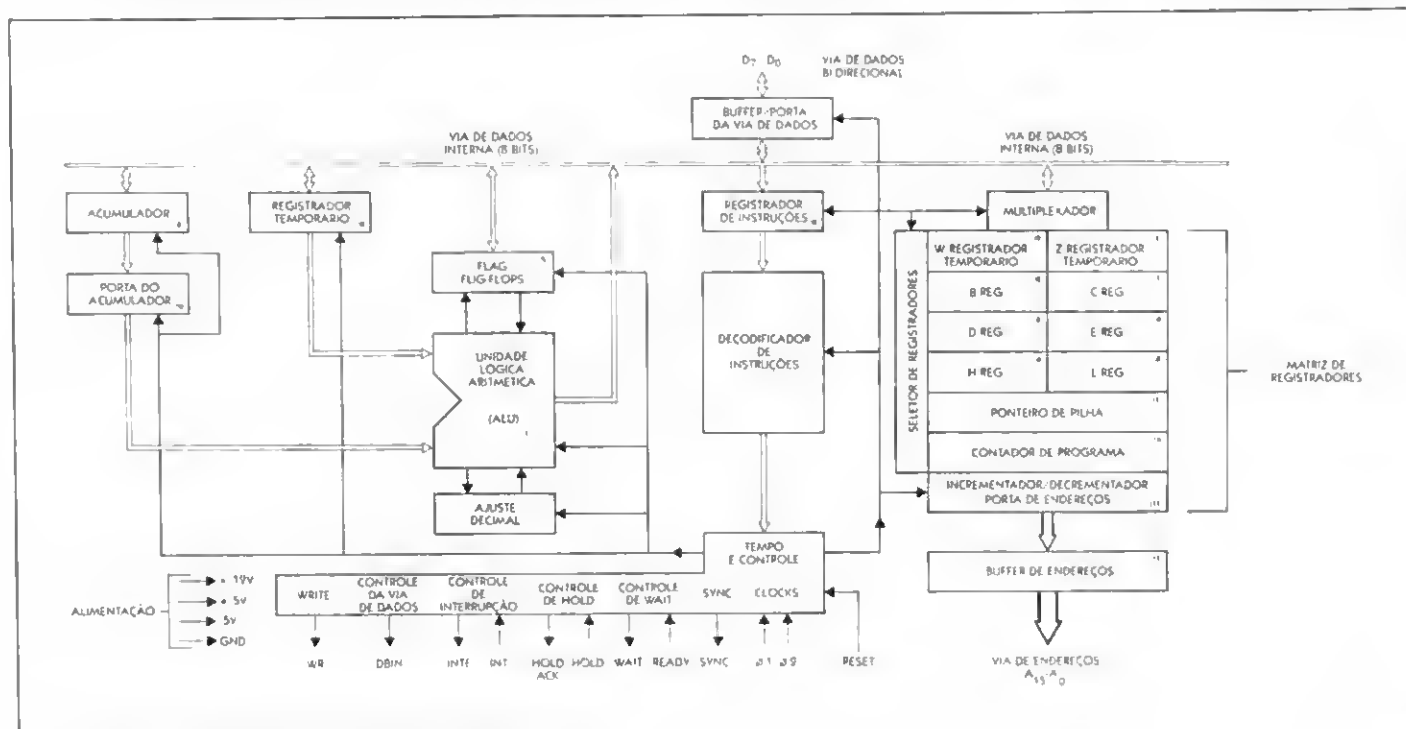 D7 D0
VIA DE DADOS
BIDIRECIONAL
BUFFER/PORTA
DA VIA DE DADOS
VIA DE DADOS
INTERNA (8 BITS)
VIA DE DADOS
INTERNA (8 BITS)
ACUMULADOR
REGISTRADOR
TEMPORARIO
REGISTRADOR
DE INSTRUÇÕES
MULTIPLEXADOR
FLAG
FLIG-FLOPS
PORTA DO
ACUMULADOR
UNIDADE
LOGICA
ARITMETICA
(ALU)
AJUSTE
DECIMAL
DECODIFICADOR
DE
INSTRUÇÕES
SELETOR DE REGISTRADORES
W REGISTRADOR
TEMPORARIO
Z REGISTRADOR
TEMPORARIO
B REG
C REG
D REG
E REG
H REG
L REG
PONTEIRO DE PILHA
CONTADOR DE PROGRAMA
INCREMENTADOR/DECREMENTADOR
PORTA DE ENDEREÇOS
MATRIZ DE
REGISTRADORES
BUFFER DE ENDEREÇOS
VIA DE ENDEREÇOS
A15-A0
TEMPO
E CONTROLE
WRITE
CONTROLE
DA VIA
DE DADOS
CONTROLE
DE
INTERRUPÇÃO
CONTROLE
DE HOLD
CONTROLE
DE WAIT
SYNC
CLOCKS
ALIMENTAÇÃO
5V
5V
GND
WR
DBIN
INTE
INT
HOLD
ACK
HOLD
WAIT
READY
SYNC
ø1
ø2
RESET